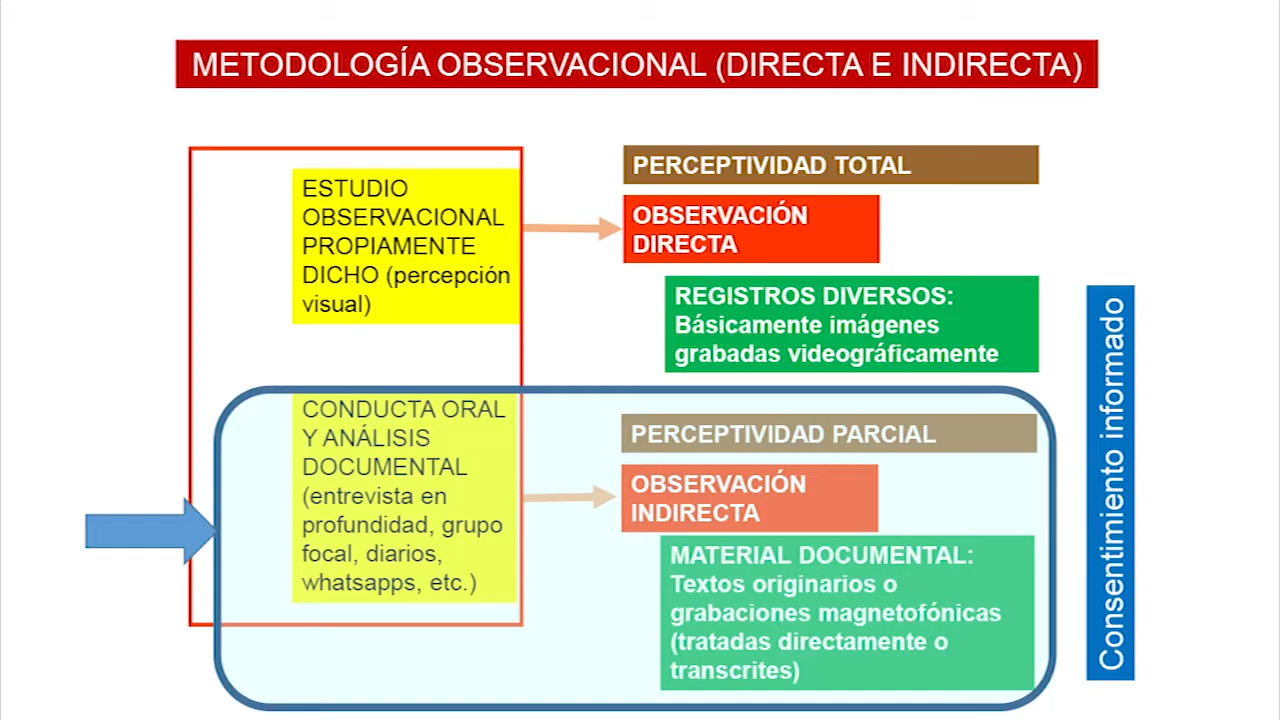 METODOLOGÍA OBSERVACIONAL (DIRECTA E INDIRECTA)
ESTUDIO
OBSERVACIONAL
PROPIAMENTE
DICHO (percepción
visual)
PERCEPTIVIDAD TOTAL
OBSERVACIÓN
DIRECTA
REGISTROS DIVERSOS:
Básicamente imágenes
grabadas videográficamente
CONDUCTA ORAL
Y ANÁLISIS
DOCUMENTAL
(entrevista en
profundidad, grupo
focal, diarios,
whatsapps, etc.)
PERCEPTIVIDAD PARCIAL
OBSERVACIÓN
INDIRECTA
MATERIAL DOCUMENTAL:
Textos originarios o
grabaciones magnetofónicas
(tratadas directamente o
transcrites)
Consentimiento informado